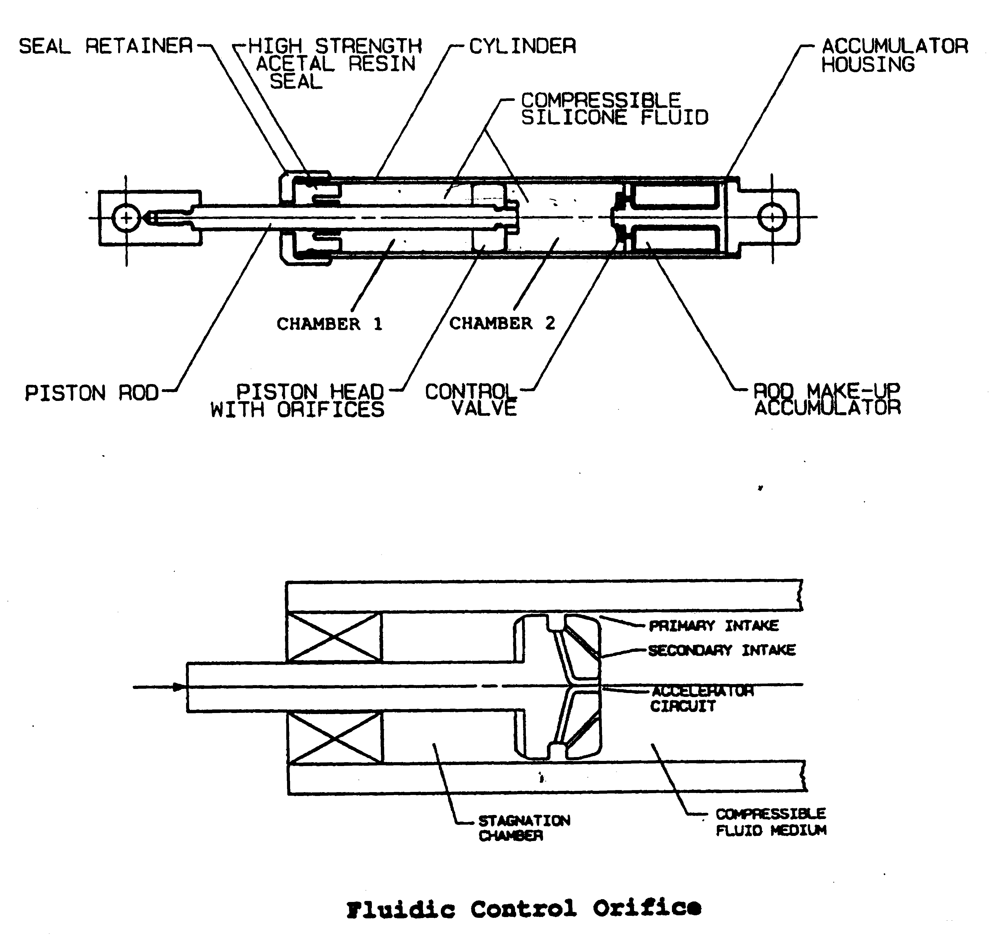 SEAL RETAINER
HIGH STRENGTH
ACETAL RESIN
SEAL
CYLINDER
ACCUMULATOR
HOUSING
COMPRESSIBLE
SILICONE FLUID
CHAMBER 1
CHAMBER 2
PISTON ROD
PISTON HEAD
WITH ORIFICES
CONTROL
VALVE
ROD MAKE-UP
ACCUMULATOR
PRIMARY INTAKE
SECONDARY INTAKE
ACCELERATOR
CIRCUIT
STAGNATION
CHAMBER
COMPRESSIBLE
FLUID MEDIUM
Fluidic Control Orifice